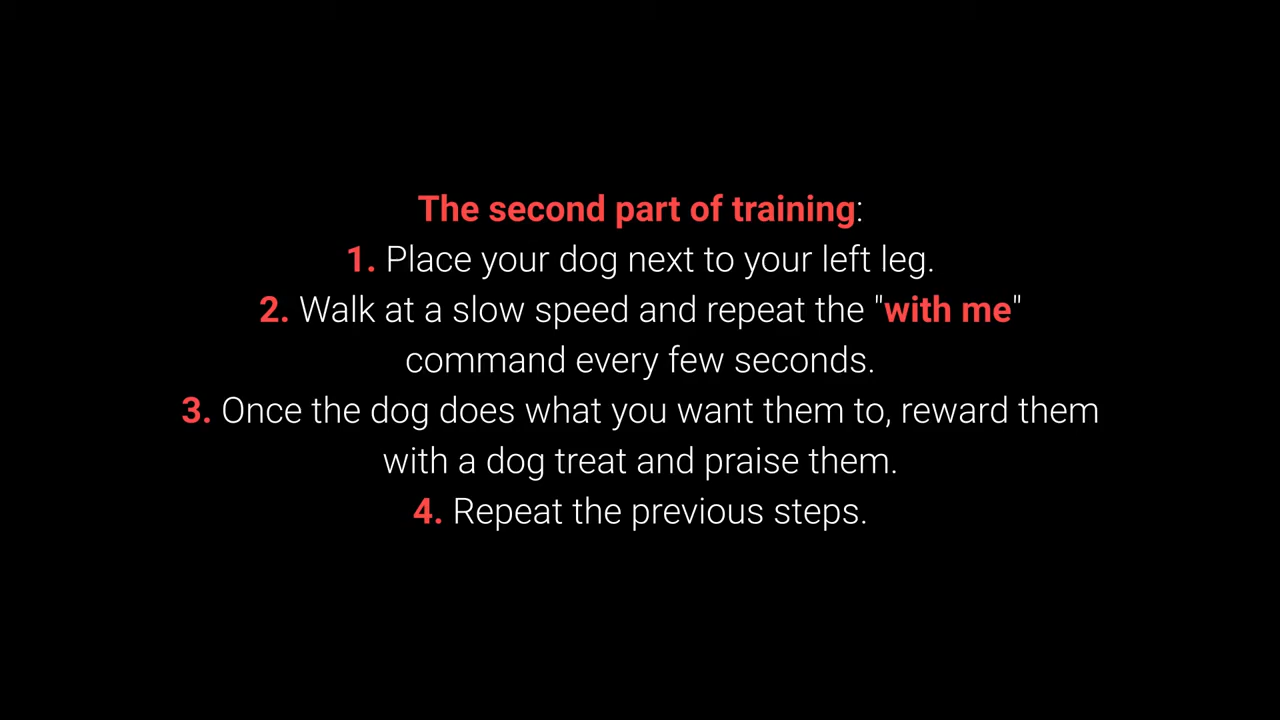 The second part of training:
1. Place your dog next to your left leg.
2. Walk at a slow speed and repeat the "with me"
command every few seconds.
3. Once the dog does what you want them to, reward them
with a dog treat and praise them.
4. Repeat the previous steps.